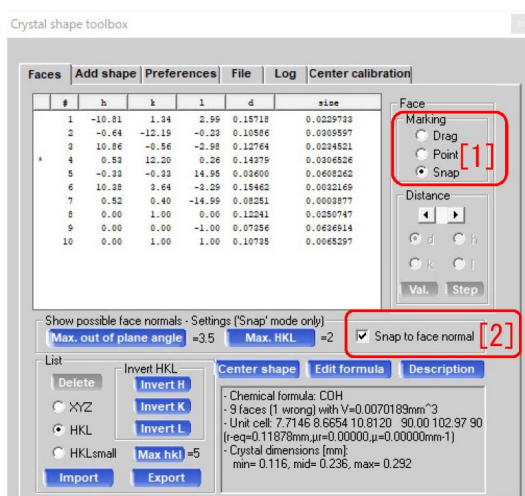 Crystal shape toolbox
Faces Add shape Preferences File Log Center calibration
# h k l d size
1 -10.81 1.34 2.99 0.15718 0.0229733
2 -0.64 -12.19 -0.23 0.10586 0.0309597
3 10.86 -0.56 -2.98 0.12764 0.0234521
* 4 0.53 12.20 0.26 0.14379 0.0306526
5 -0.33 -0.33 14.95 0.03600 0.0608262
6 10.38 3.64 -3.29 0.15462 0.0032169
7 0.52 0.40 -14.99 0.08251 0.0003877
8 0.00 1.00 0.00 0.12241 0.0250747
9 0.00 0.00 -1.00 0.07356 0.0636914
10 0.00 1.00 1.00 0.10735 0.0065297
Face
Marking
Drag
Point
Snap
[1]
Distance
d h
k l
Val. Step
Show possible face normals - Settings ('Snap' mode only)
Max. out of plane angle =3.5 Max. HKL =2 Snap to face normal [2]
List
Delete
XYZ
HKL
HKLsmall
Import
Invert HKL
Invert H
Invert K
Invert L
Max hkl =5
Export
Center shape Edit formula Description
- Chemical formula: COH
- 9 faces (1 wrong) with V=0.0070189mm^3
- Unit cell: 7.7146 8.6654 10.8120 90.00 102.97 90
(r-eq=0.11878mm,μr=0.00000,μ=0.00000mm-1)
- Crystal dimensions [mm]:
min= 0.116, mid= 0.236, max= 0.292